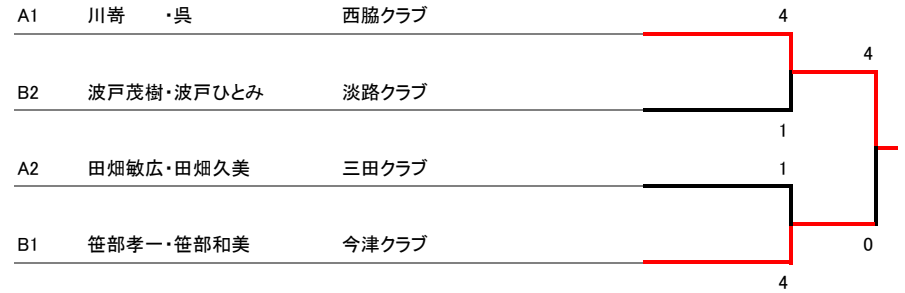 A1 川嵜 ・呉 西脇クラブ 4
4
B2 波戸茂樹・波戸ひとみ 淡路クラブ
1
A2 田畑敏広・田畑久美 三田クラブ 1
B1 笹部孝一・笹部和美 今津クラブ 0
4